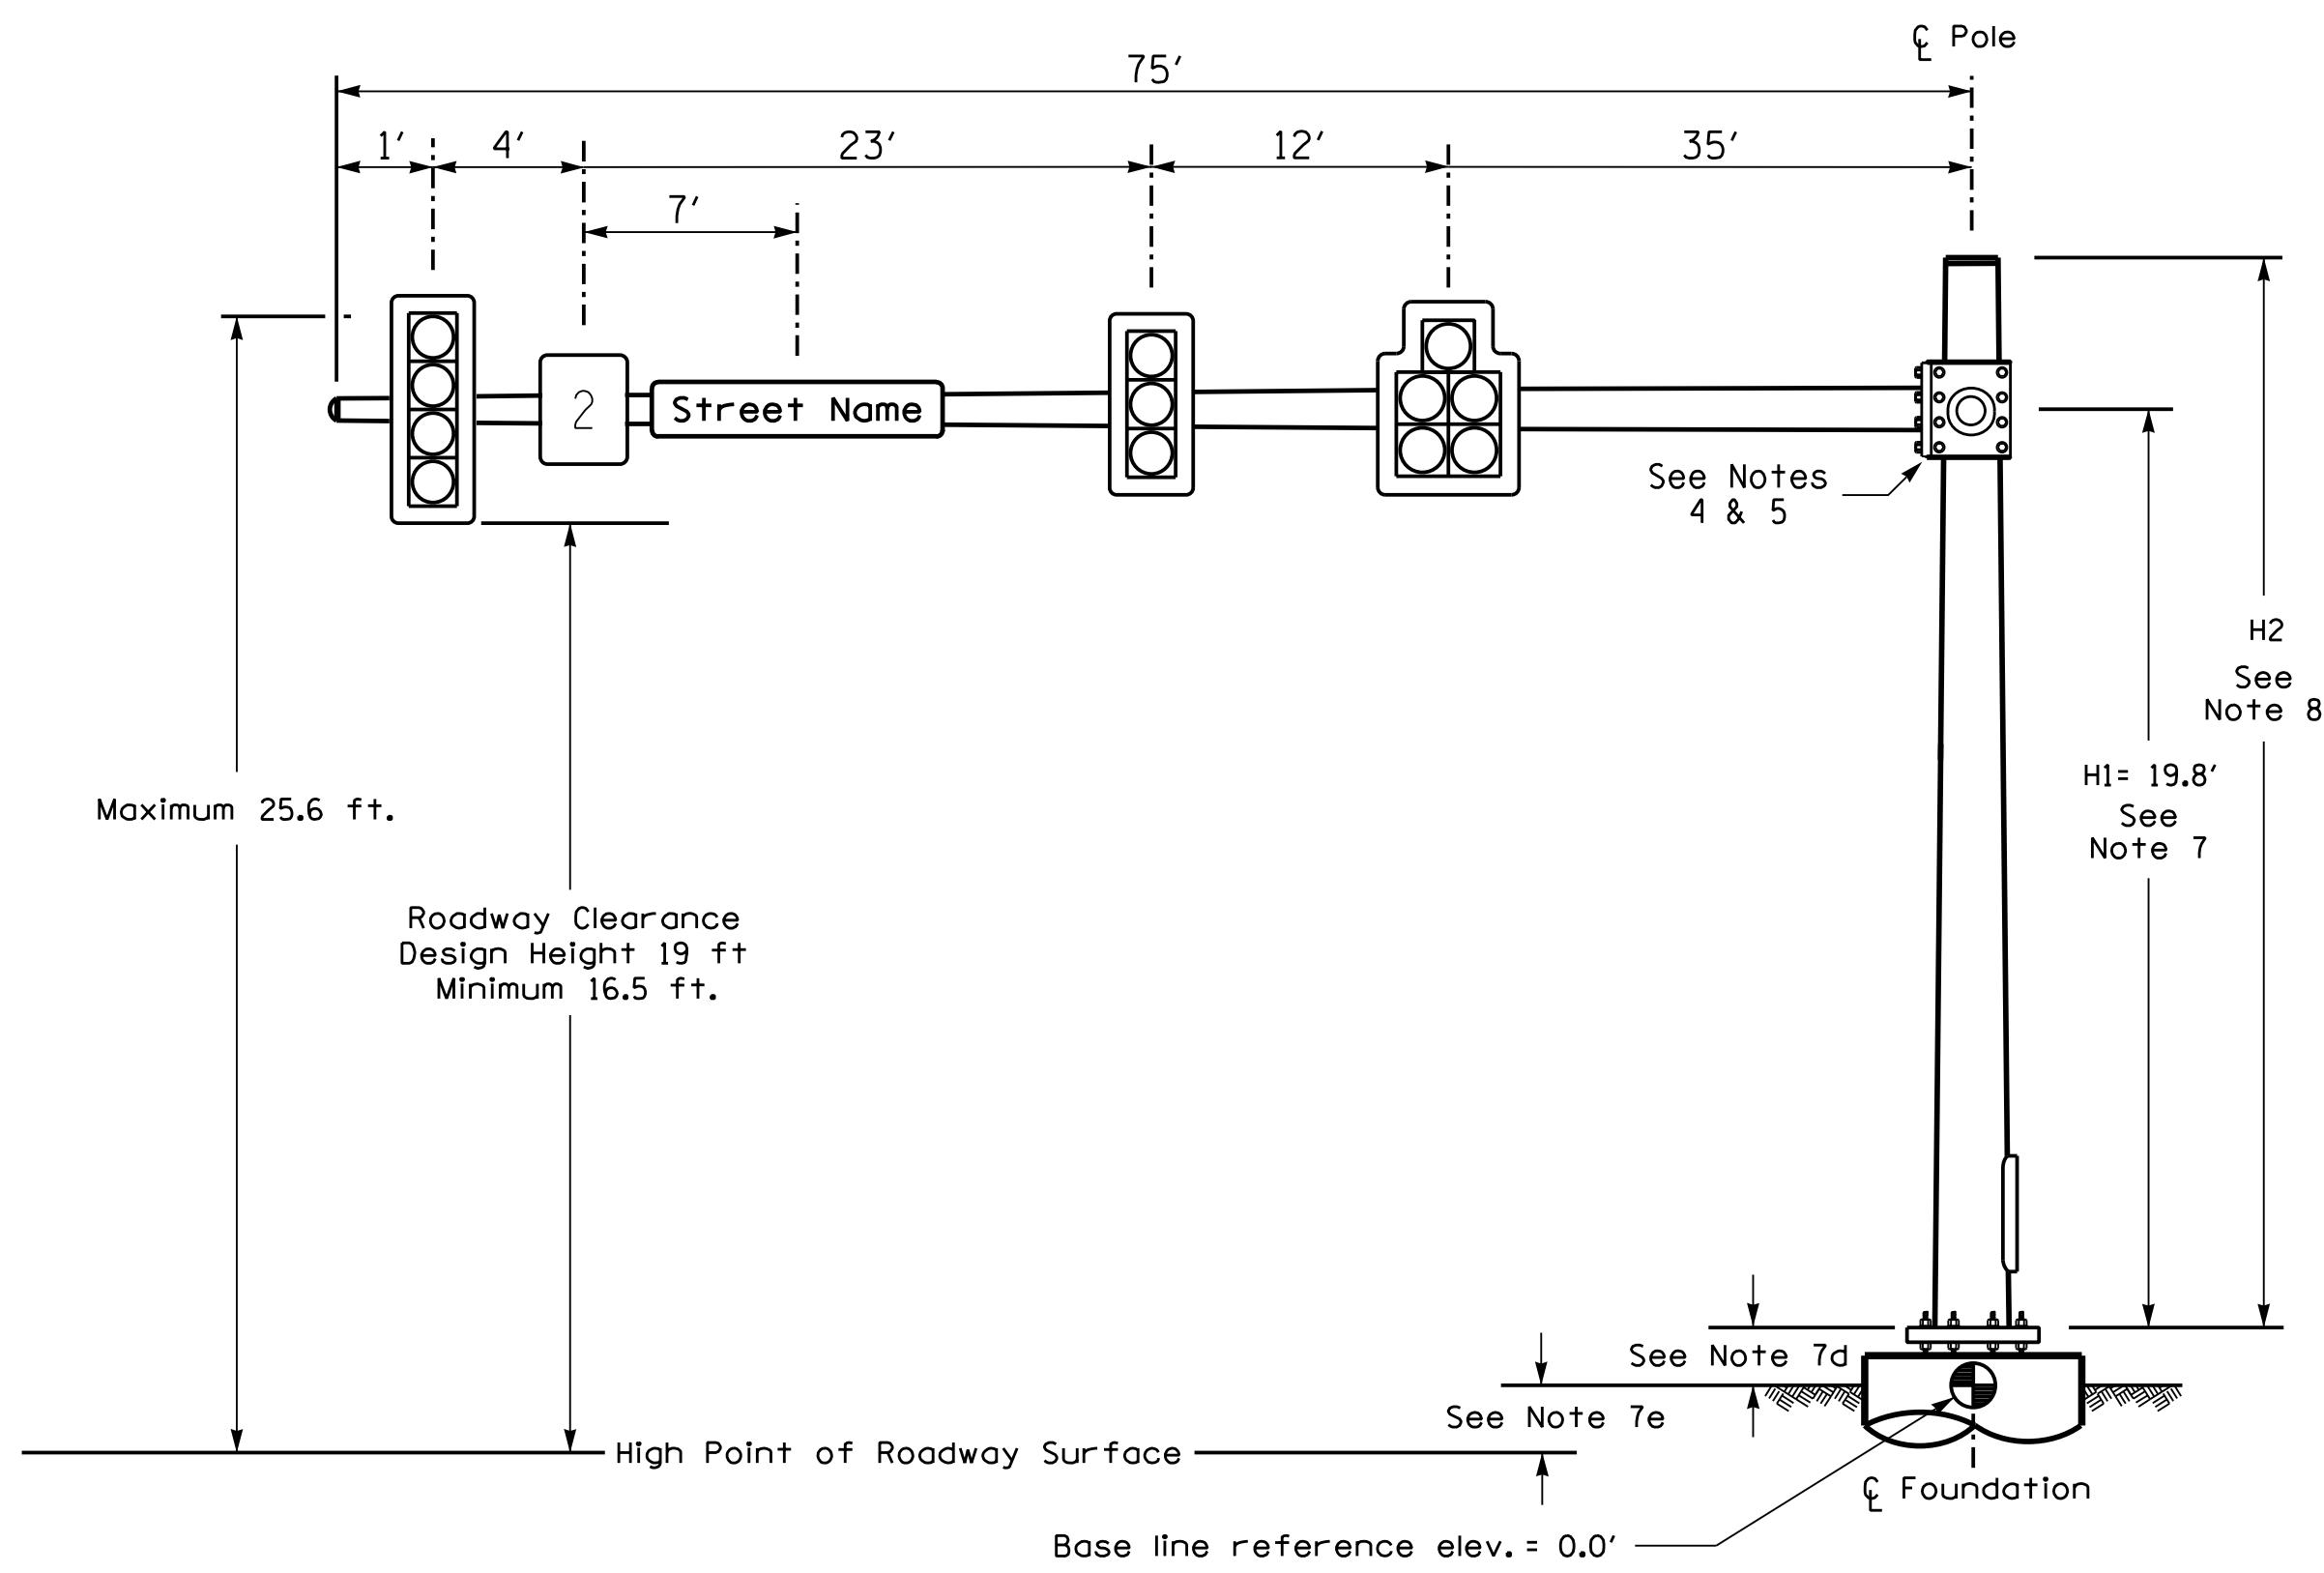 ℄ Pole
75'
1' 4' 23' 12' 35'
7'
2
Street Name
See Notes
4 & 5
H2
See
Note 8
H1= 19.8'
See
Note 7
Maximum 25.6 ft.
Roadway Clearance
Design Height 19 ft
Minimum 16.5 ft.
See Note 7d
See Note 7e
High Point of Roadway Surface
℄ Foundation
Base line reference elev. = 0.0'